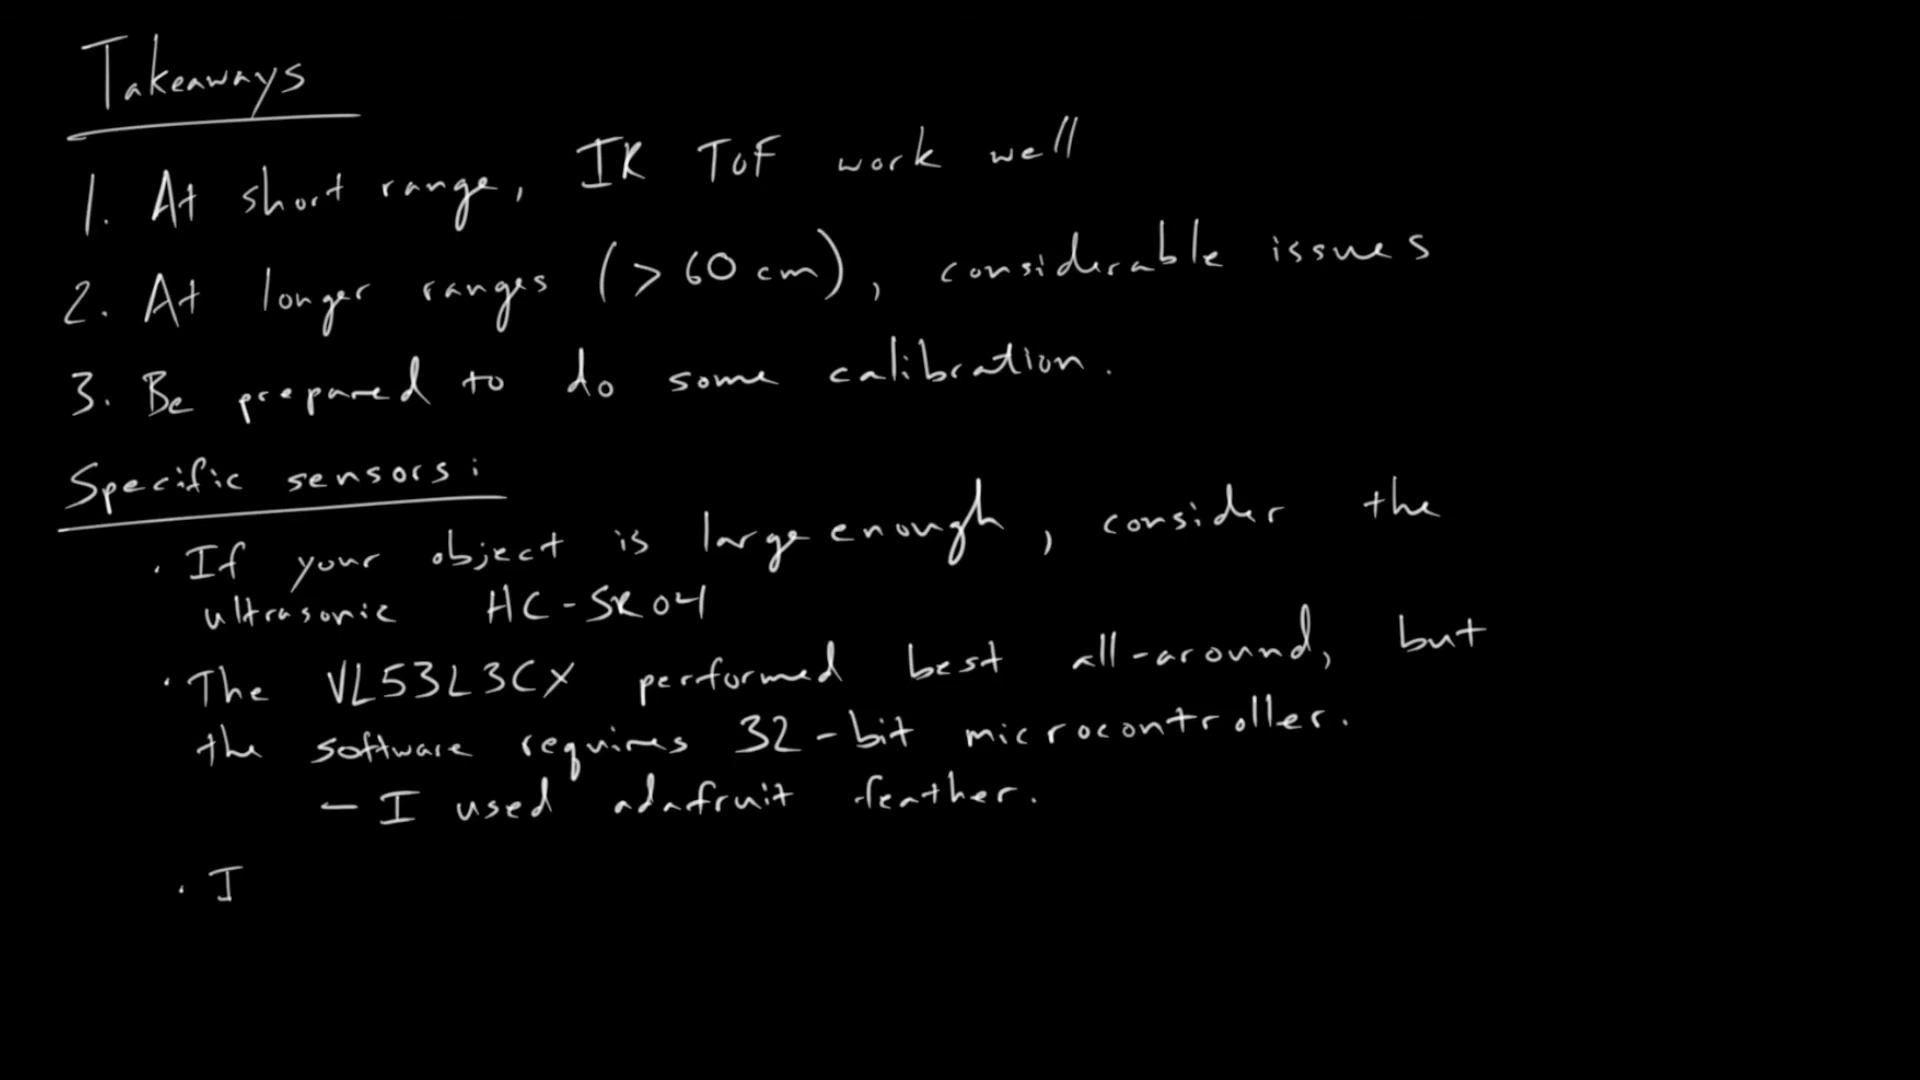 Takeaways
1. At short range, IR ToF work well
2. At longer ranges (>60 cm), considerable issues
3. Be prepared to do some calibration.
Specific sensors:
· If your object is large enough, consider the
ultrasonic HC-SR04
· The VL53L3CX performed best all-around, but
the software requires 32-bit microcontroller.
- I used adafruit feather.
· I